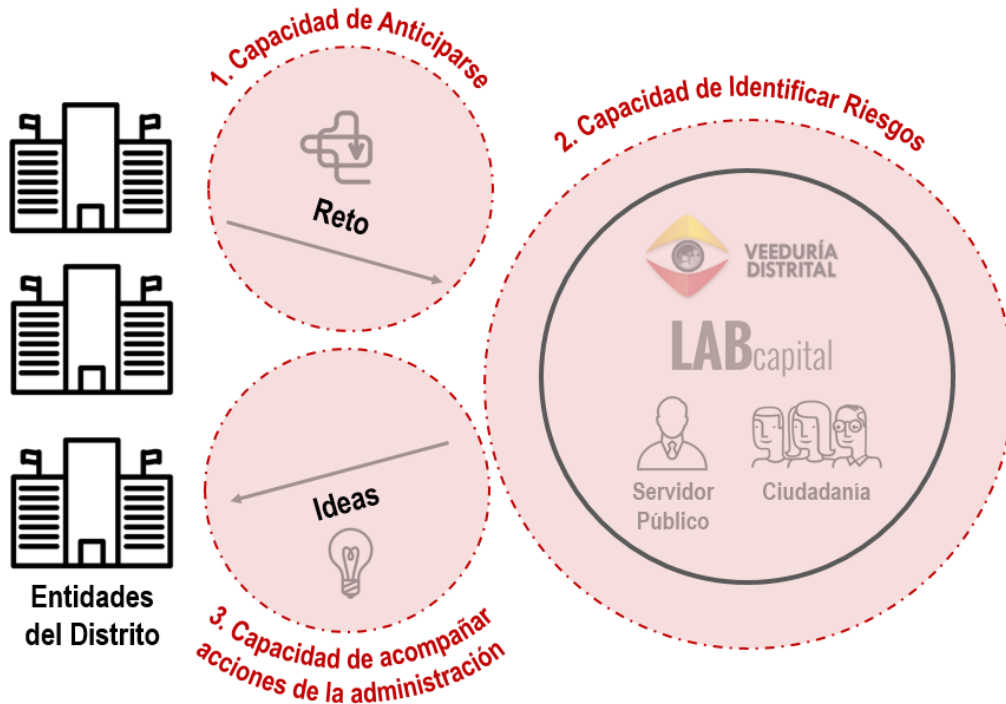 1. Capacidad de Anticiparse
Reto
2. Capacidad de Identificar Riesgos
VEEDURÍA
DISTRITAL
LABcapital
Servidor
Público
Ciudadanía
Ideas
3. Capacidad de acompañar
acciones de la administración
Entidades
del Distrito